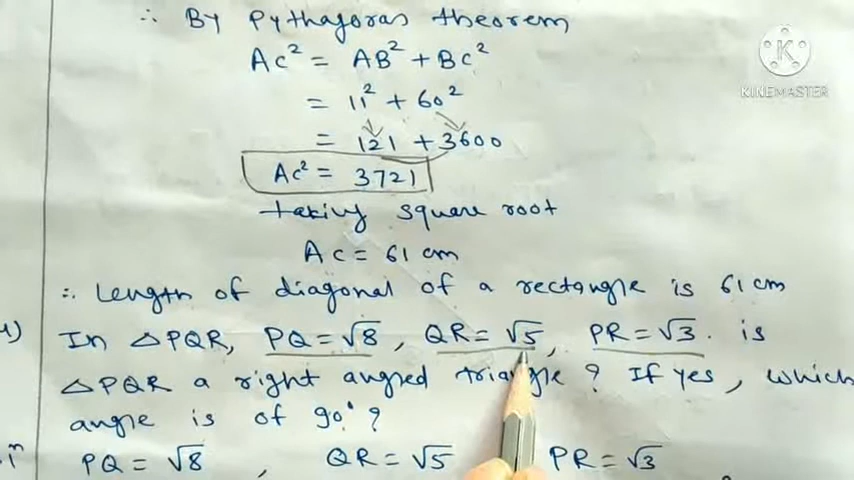 ∴ By Pythagoras theorem
KINEMASTER
AC² = AB² + BC²
= 11² + 60²
= 121 + 3600
AC² = 3721
taking square root
AC = 61 cm
∴ Length of diagonal of a rectangle is 61 cm
In △PQR, PQ = √8, QR = √5, PR = √3. is
△PQR a right angled triangle? If yes, which
angle is of 90°?
PQ = √8, QR = √5 PR = √3